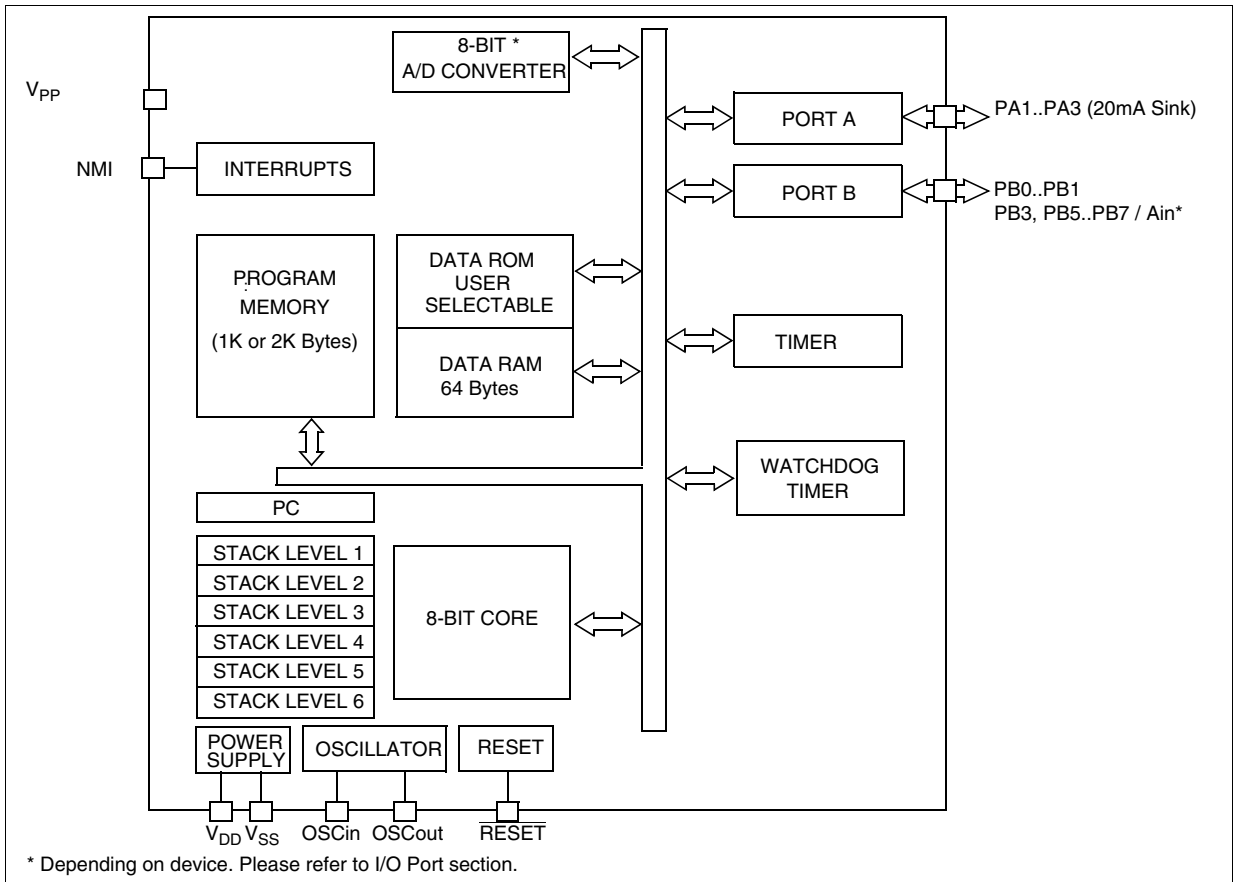 8-BIT *
A/D CONVERTER
VPP
PORT A
PA1..PA3 (20mA Sink)
NMI
INTERRUPTS
PORT B
PB0..PB1
PB3, PB5..PB7 / Ain*
PROGRAM
:
MEMORY
(1K or 2K Bytes)
DATA ROM
USER
SELECTABLE
DATA RAM
64 Bytes
TIMER
WATCHDOG
TIMER
PC
STACK LEVEL 1
STACK LEVEL 2
STACK LEVEL 3
STACK LEVEL 4
STACK LEVEL 5
STACK LEVEL 6
8-BIT CORE
POWER
SUPPLY
OSCILLATOR
RESET
VDD VSS OSCin OSCout RESET
* Depending on device. Please refer to I/O Port section.